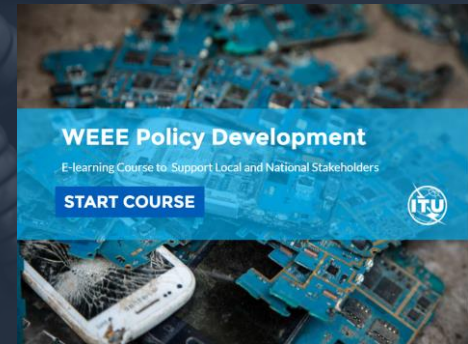 WEEE Policy Development
E-learning Course to Support Local and National Stakeholders
START COURSE
ITU